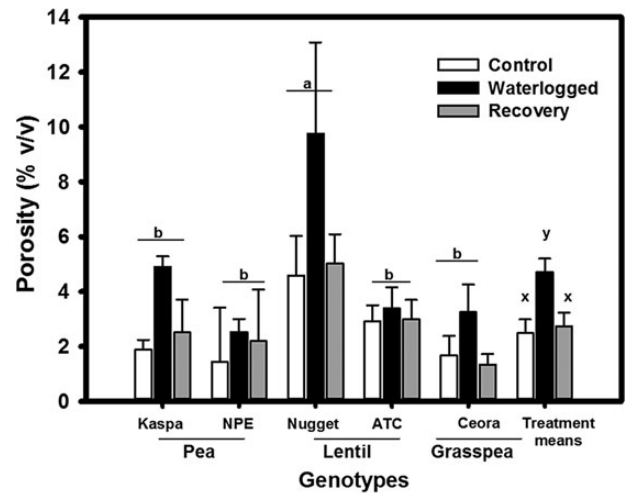 14
12
10
8
6
4
2
0
Porosity (% v/v)
Control
Waterlogged
Recovery
b
b
a
b
b
x
y
x
Kaspa NPE Nugget ATC Ceora Treatment
means
Pea Lentil Grasspea
Genotypes